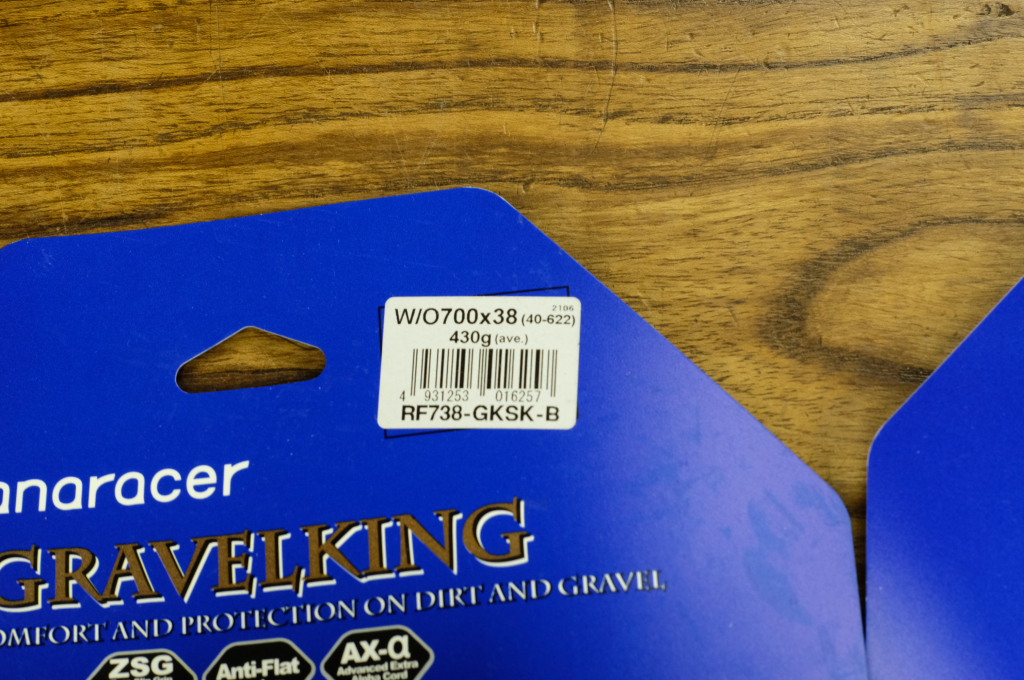 2106
W/O700x38 (40-622)
430g (ave.)
4 931253 016257
RF738-GKSK-B
anaracer
GRAVELKING
OMFORT AND PROTECTION ON DIRT AND GRAVEL
ZSG
Anti-Flat
AX-α
Advanced Extra
Alpha Cord